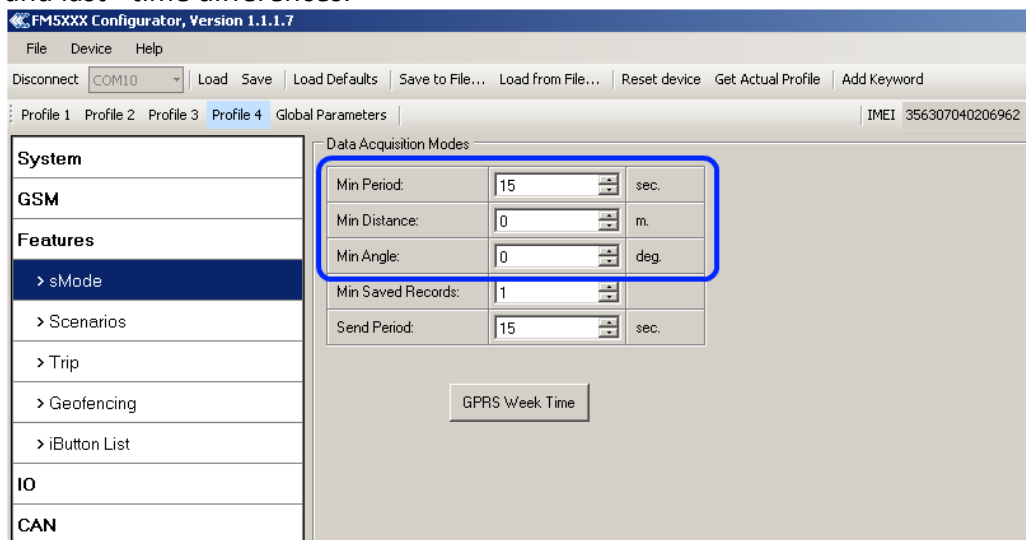 and last - time differences.
FM5XXX Configurator, Version 1.1.1.7
File Device Help
Disconnect COM10 Load Save Load Defaults Save to File... Load from File... Reset device Get Actual Profile Add Keyword
Profile 1 Profile 2 Profile 3 Profile 4 Global Parameters IMEI 356307040206962
System
GSM
Features
> sMode
> Scenarios
> Trip
> Geofencing
> iButton List
IO
CAN
Data Acquisition Modes
Min Period: 15 sec.
Min Distance: 0 m.
Min Angle: 0 deg.
Min Saved Records: 1
Send Period: 15 sec.
GPRS Week Time